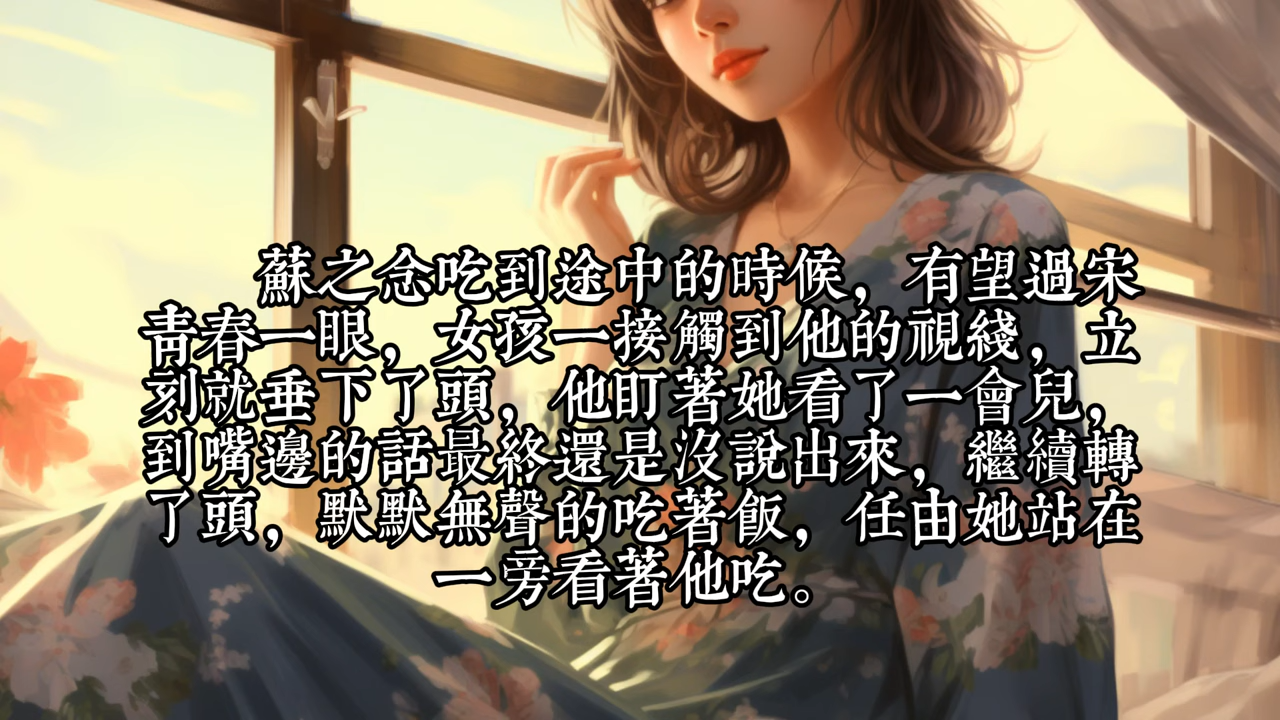 蘇之念吃到途中的時候，有望過宋
青春一眼，女孩一接觸到他的視綫，立
刻就垂下了頭，他盯著她看了一會兒，
到嘴邊的話最終還是沒說出來，繼續轉
了頭，默默無聲的吃著飯，任由她站在
一旁看著他吃。